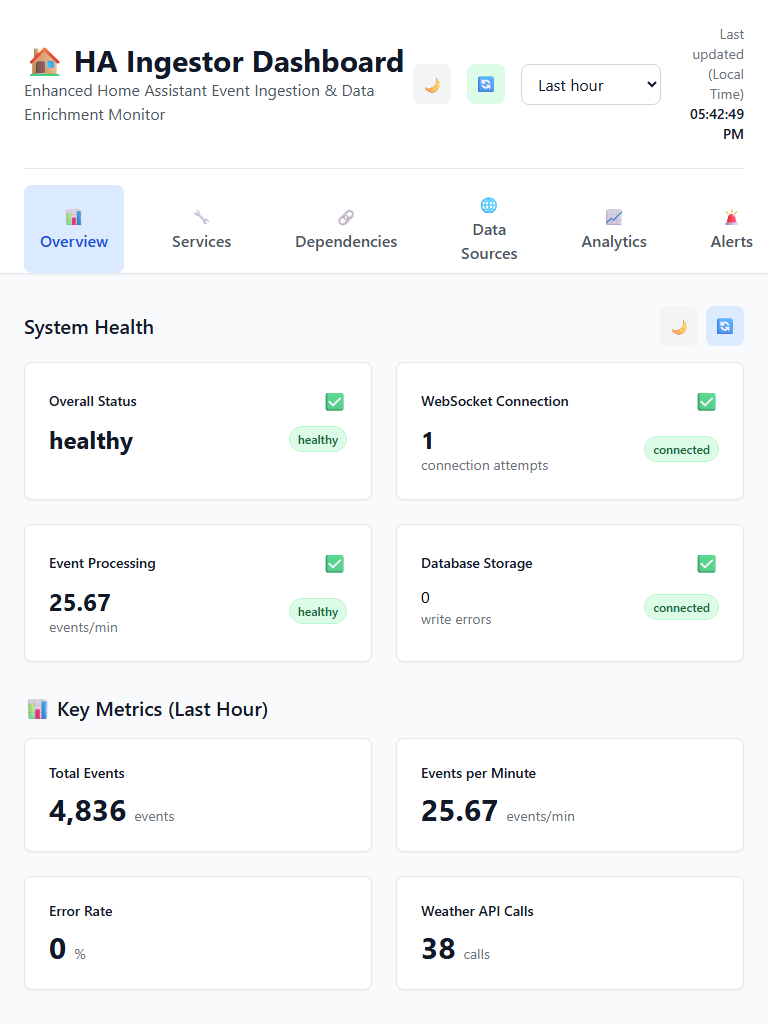 🏠 HA Ingestor Dashboard
Enhanced Home Assistant Event Ingestion & Data
Enrichment Monitor
Last hour
Last
updated
(Local
Time)
05:42:49
PM
Overview
Services
Dependencies
Data
Sources
Analytics
Alerts
System Health
Overall Status
healthy
healthy
WebSocket Connection
1
connection attempts
connected
Event Processing
25.67
events/min
healthy
Database Storage
0
write errors
connected
📊 Key Metrics (Last Hour)
Total Events
4,836 events
Events per Minute
25.67 events/min
Error Rate
0 %
Weather API Calls
38 calls